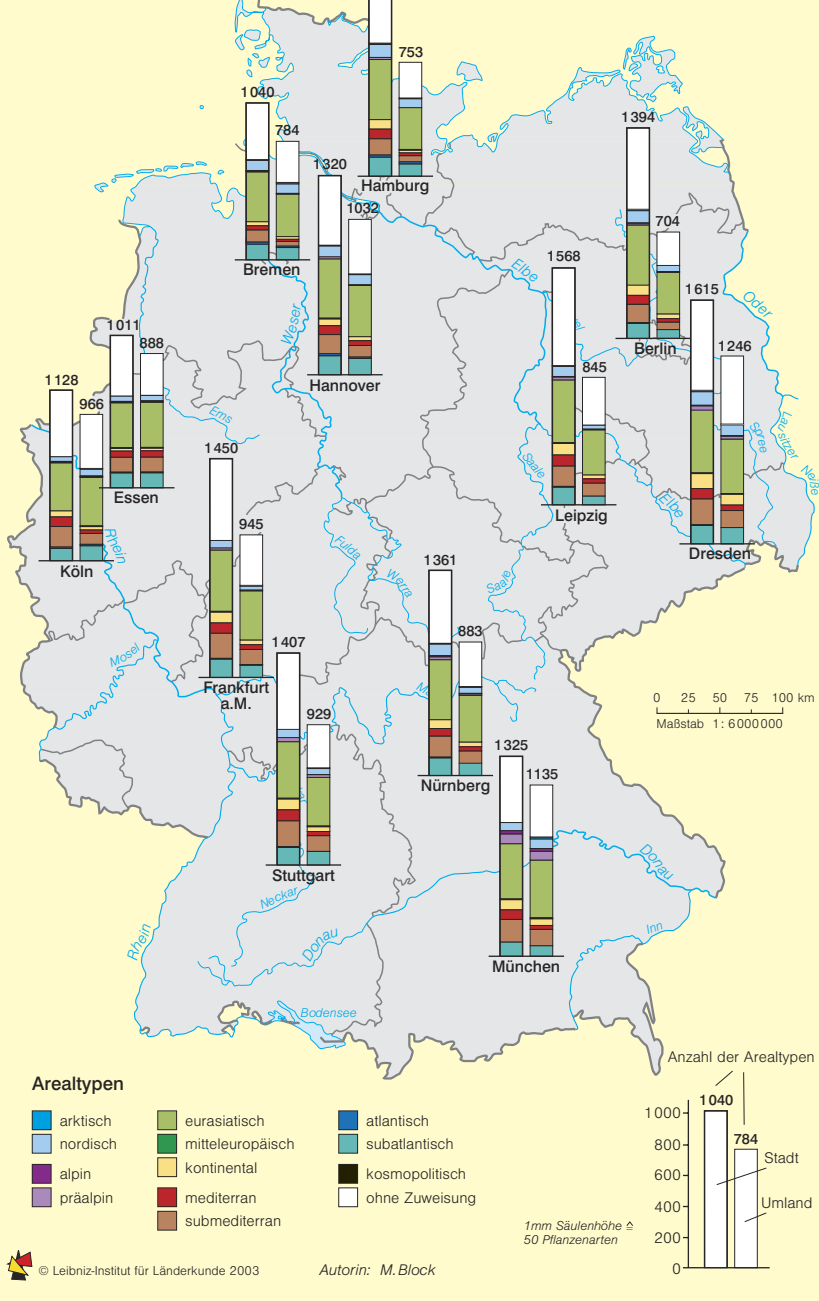 753
1040
784
1394
1320
Hamburg
1032
704
Bremen
1568
Elbe
1615
Oder
Weser
Berlin
1011
888
Hannover
1246
845
1128
966
Ems
Lausitzer
Neiße
Spree
1450
Saale
Elbe
Essen
Leipzig
945
Rhein
Fulda
Dresden
Köln
1361
Werra
Saale
883
1407
Mosel
Frankfurt
a.M.
0 25 50 75 100 km
Maßstab 1:6000000
929
1325
Nürnberg
1135
Stuttgart
Donau
Neckar
Rhein
Donau
Inn
München
Bodensee
Anzahl der Arealtypen
Arealtypen
arktisch
nordisch
alpin
präalpin
eurasiatisch
mitteleuropäisch
kontinental
mediterran
submediterran
atlantisch
subatlantisch
kosmopolitisch
ohne Zuweisung
1040
784
1000
800
600
400
200
0
Stadt
Umland
1mm Säulenhöhe ≙
50 Pflanzenarten
© Leibniz-Institut für Länderkunde 2003
Autorin: M.Block